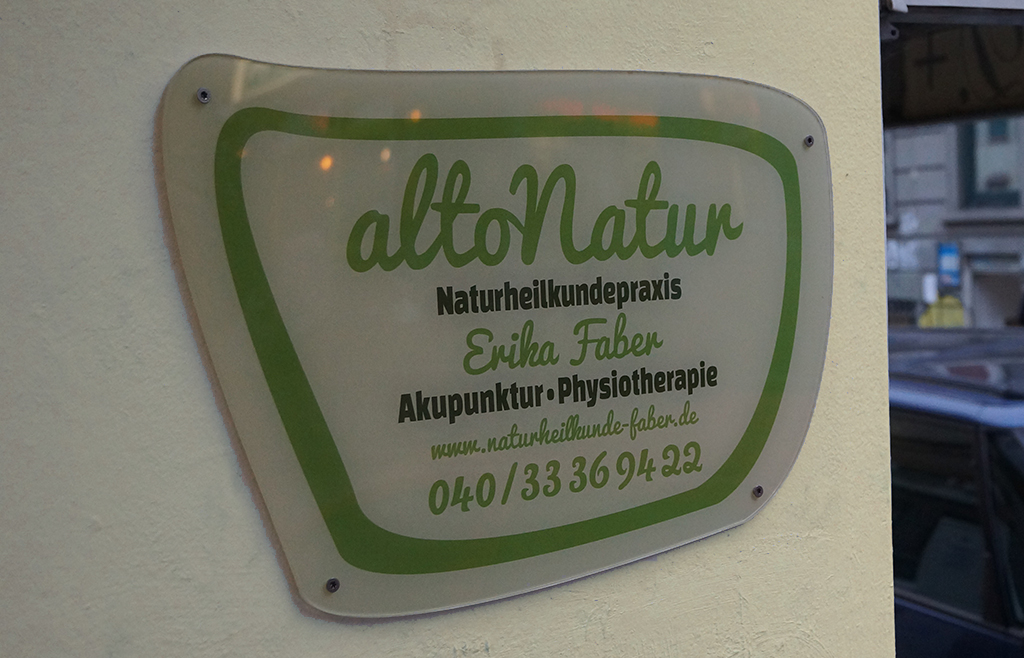 altoNatur
Naturheilkundepraxis
Erika Faber
Akupunktur•Physiotherapie
www.naturheilkunde-faber.de
040/33 36 94 22